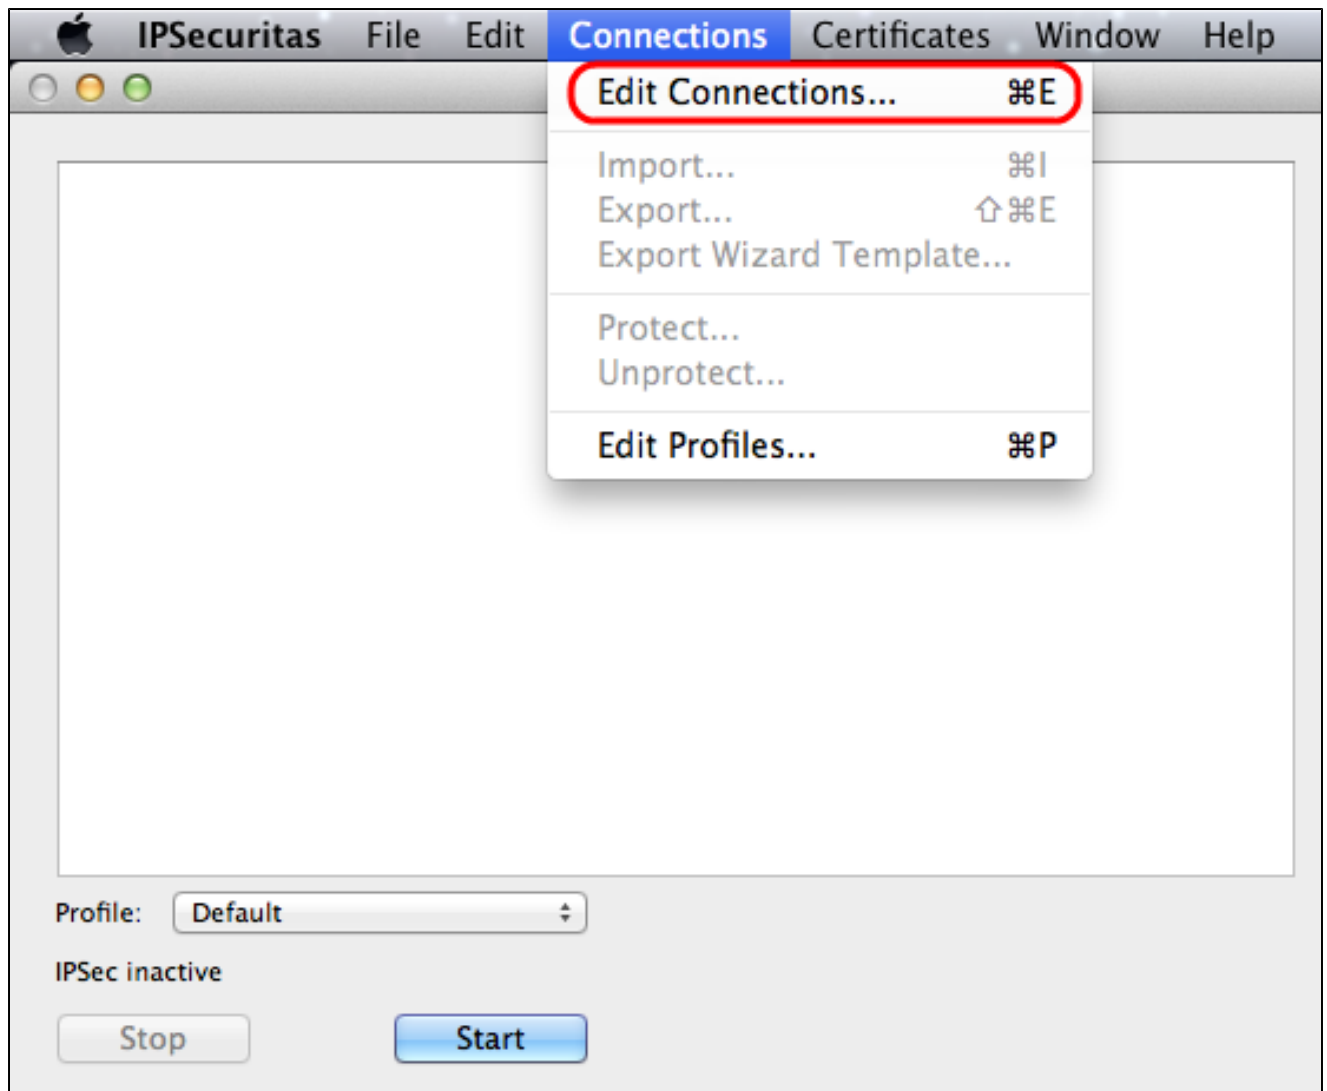 IPSecuritas File Edit Connections Certificates Window Help
Edit Connections... ⌘E
Import... ⌘I
Export... ⇧⌘E
Export Wizard Template...
Protect...
Unprotect...
Edit Profiles... ⌘P
Profile: Default
IPSec inactive
Stop Start